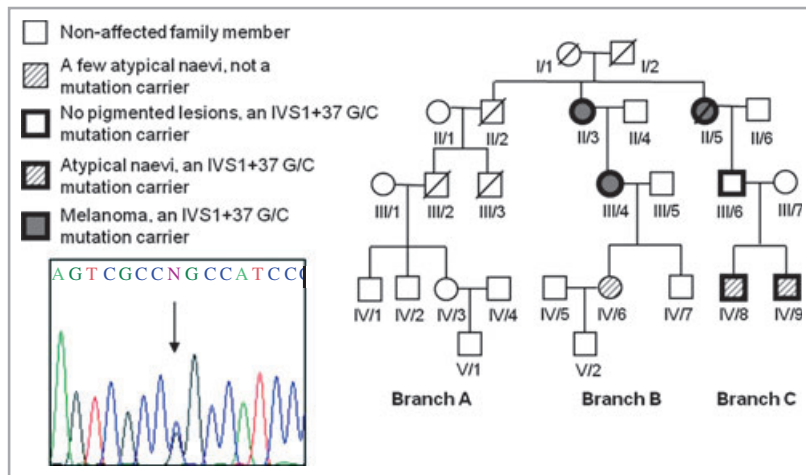 Non-affected family member
A few atypical naevi, not a
mutation carrier
No pigmented lesions, an IVS1+37 G/C
mutation carrier
Atypical naevi, an IVS1+37 G/C
mutation carrier
Melanoma, an IVS1+37 G/C
mutation carrier
AGTCGCCNGCCATCCC
I/1 I/2
II/1 II/2 II/3 II/4 II/5 II/6
III/1 III/2 III/3 III/4 III/5 III/6 III/7
IV/1 IV/2 IV/3 IV/4 IV/5 IV/6 IV/7 IV/8 IV/9
V/1 V/2
Branch A Branch B Branch C